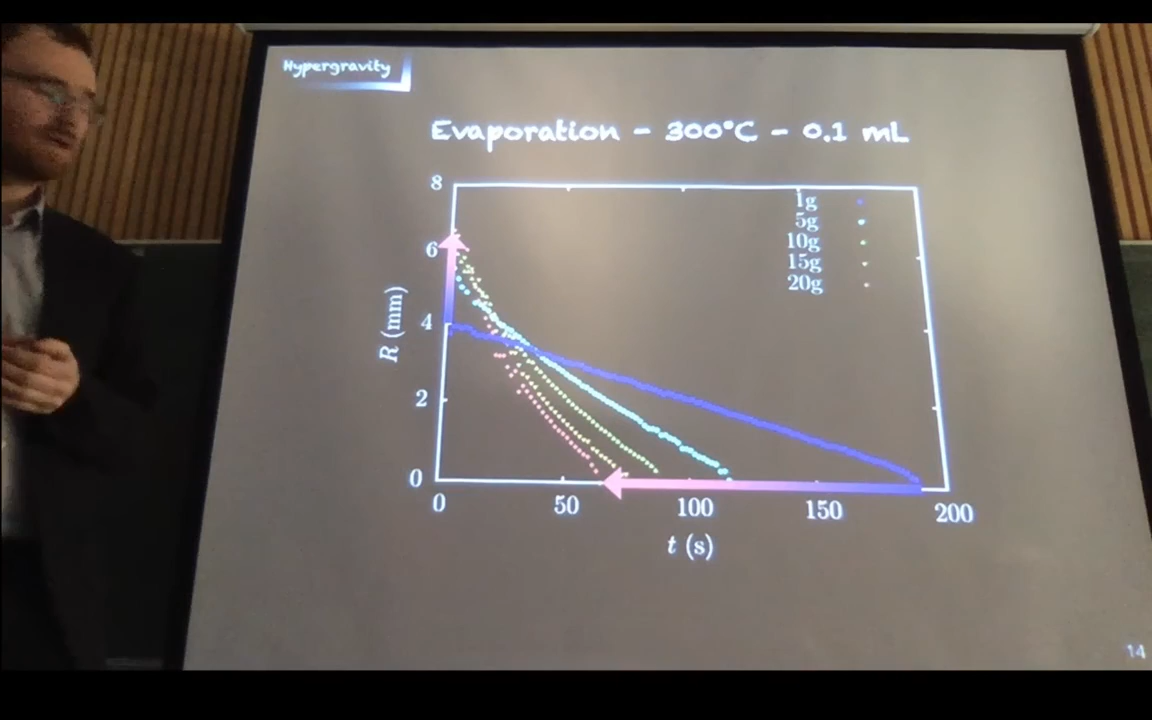 Hypergravity
Evaporation - 300°C - 0.1 mL
8
6
4
2
0
R (mm)
1g
5g
10g
15g
20g
0 50 100 150 200
t (s)
14